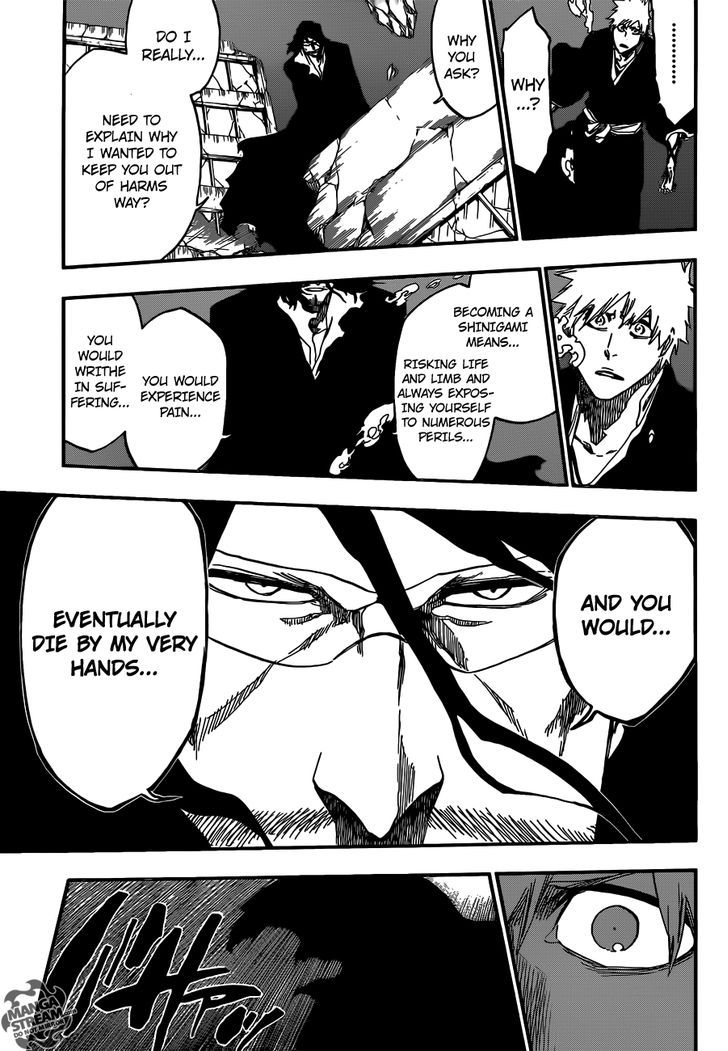 .........
WHY
...?
WHY
YOU
ASK?
DO I
REALLY...
NEED TO
EXPLAIN WHY
I WANTED TO
KEEP YOU OUT
OF HARMS
WAY?
BECOMING A
SHINIGAMI
MEANS...
RISKING LIFE
AND LIMB AND
ALWAYS EXPOS-
ING YOURSELF
TO NUMEROUS
PERILS...
YOU WOULD
EXPERIENCE
PAIN...
YOU
WOULD
WRITHE
IN SUF-
FERING...
AND YOU
WOULD...
EVENTUALLY
DIE BY MY VERY
HANDS...
MANGA
STREAM